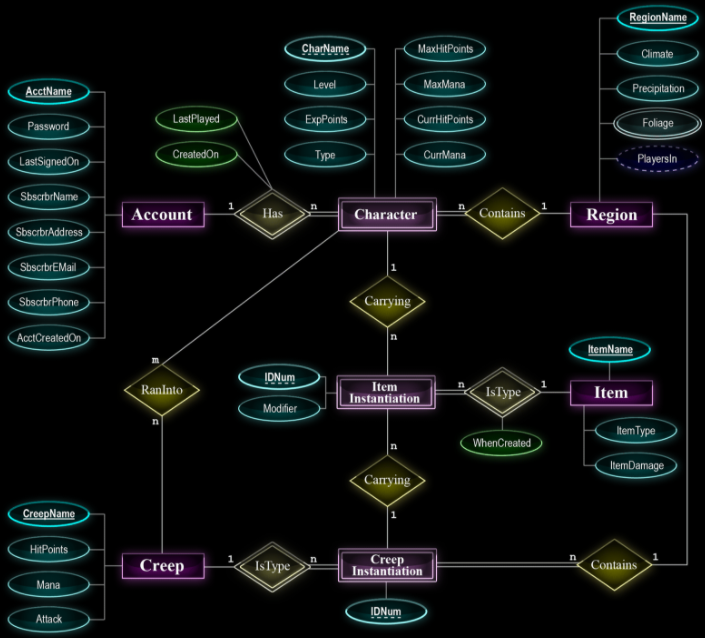 RegionName
CharName
MaxHitPoints
Climate
AcctName
Level
MaxMana
Precipitation
LastPlayed
ExpPoints
CurrHitPoints
Foliage
Password
CreatedOn
Type
CurrMana
PlayersIn
LastSignedOn
SbscrbrName
1
n
n
1
Account
Has
Character
Contains
Region
SbscrbrAddress
SbscrbrEMail
1
SbscrbrPhone
Carrying
AcctCreatedOn
n
ItemName
m
IDNum
Item
Instantiation
n
IsType
1
Item
RanInto
Modifier
n
WhenCreated
ItemType
n
ItemDamage
Carrying
CreepName
1
HitPoints
1
n
n
1
Creep
IsType
Creep
Instantiation
Contains
Mana
IDNum
Attack